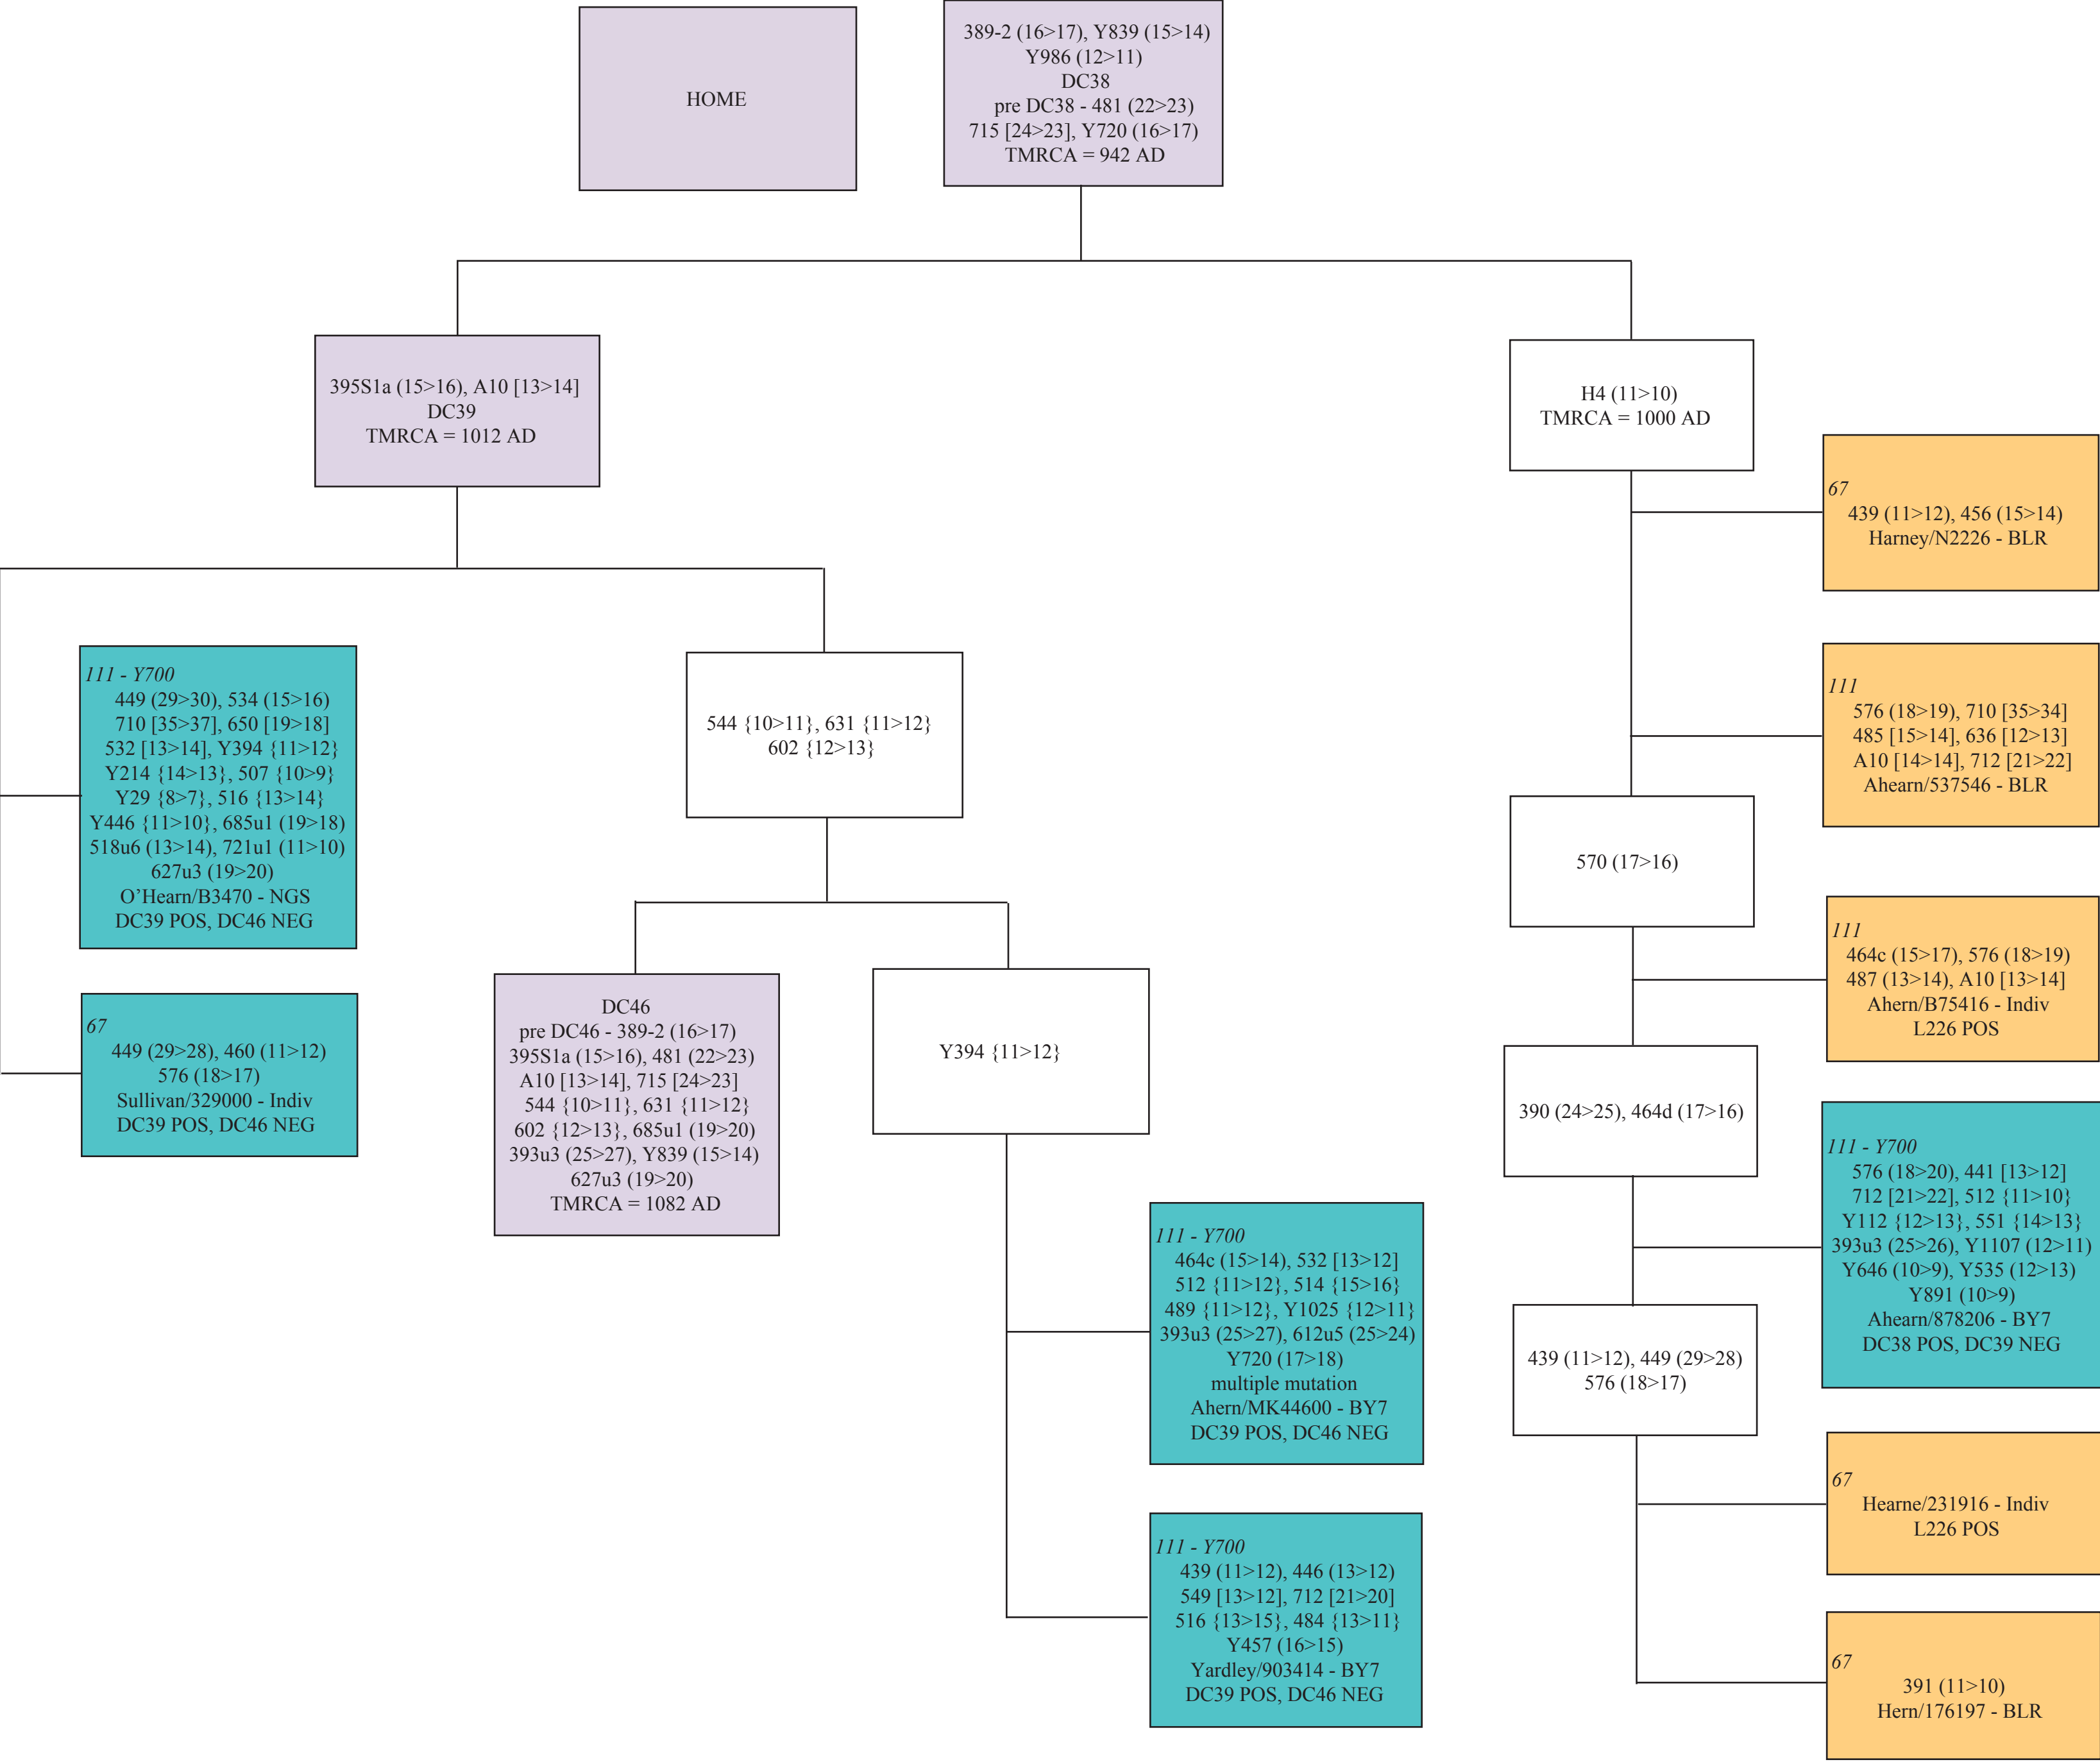 HOME
389-2 (16>17), Y839 (15>14)
Y986 (12>11)
DC38
pre DC38 - 481 (22>23)
715 [24>23], Y720 (16>17)
TMRCA = 942 AD
395S1a (15>16), A10 [13>14]
DC39
TMRCA = 1012 AD
H4 (11>10)
TMRCA = 1000 AD
67
439 (11>12), 456 (15>14)
Harney/N2226 - BLR
111 - Y700
449 (29>30), 534 (15>16)
710 [35>37], 650 [19>18]
532 [13>14], Y394 {11>12}
Y214 {14>13}, 507 {10>9}
Y29 {8>7}, 516 {13>14}
Y446 {11>10}, 685u1 (19>18)
518u6 (13>14), 721u1 (11>10)
627u3 (19>20)
O’Hearn/B3470 - NGS
DC39 POS, DC46 NEG
544 {10>11}, 631 {11>12}
602 {12>13}
111
576 (18>19), 710 [35>34]
485 [15>14], 636 [12>13]
A10 [14>14], 712 [21>22]
Ahearn/537546 - BLR
570 (17>16)
111
464c (15>17), 576 (18>19)
487 (13>14), A10 [13>14]
Ahern/B75416 - Indiv
L226 POS
67
449 (29>28), 460 (11>12)
576 (18>17)
Sullivan/329000 - Indiv
DC39 POS, DC46 NEG
DC46
pre DC46 - 389-2 (16>17)
395S1a (15>16), 481 (22>23)
A10 [13>14], 715 [24>23]
544 {10>11}, 631 {11>12}
602 {12>13}, 685u1 (19>20)
393u3 (25>27), Y839 (15>14)
627u3 (19>20)
TMRCA = 1082 AD
Y394 {11>12}
390 (24>25), 464d (17>16)
111 - Y700
576 (18>20), 441 [13>12]
712 [21>22], 512 {11>10}
Y112 {12>13}, 551 {14>13}
393u3 (25>26), Y1107 (12>11)
Y646 (10>9), Y535 (12>13)
Y891 (10>9)
Ahearn/878206 - BY7
DC38 POS, DC39 NEG
111 - Y700
464c (15>14), 532 [13>12]
512 {11>12}, 514 {15>16}
489 {11>12}, Y1025 {12>11}
393u3 (25>27), 612u5 (25>24)
Y720 (17>18)
multiple mutation
Ahern/MK44600 - BY7
DC39 POS, DC46 NEG
439 (11>12), 449 (29>28)
576 (18>17)
67
Hearne/231916 - Indiv
L226 POS
111 - Y700
439 (11>12), 446 (13>12)
549 [13>12], 712 [21>20]
516 {13>15}, 484 {13>11}
Y457 (16>15)
Yardley/903414 - BY7
DC39 POS, DC46 NEG
67
391 (11>10)
Hern/176197 - BLR